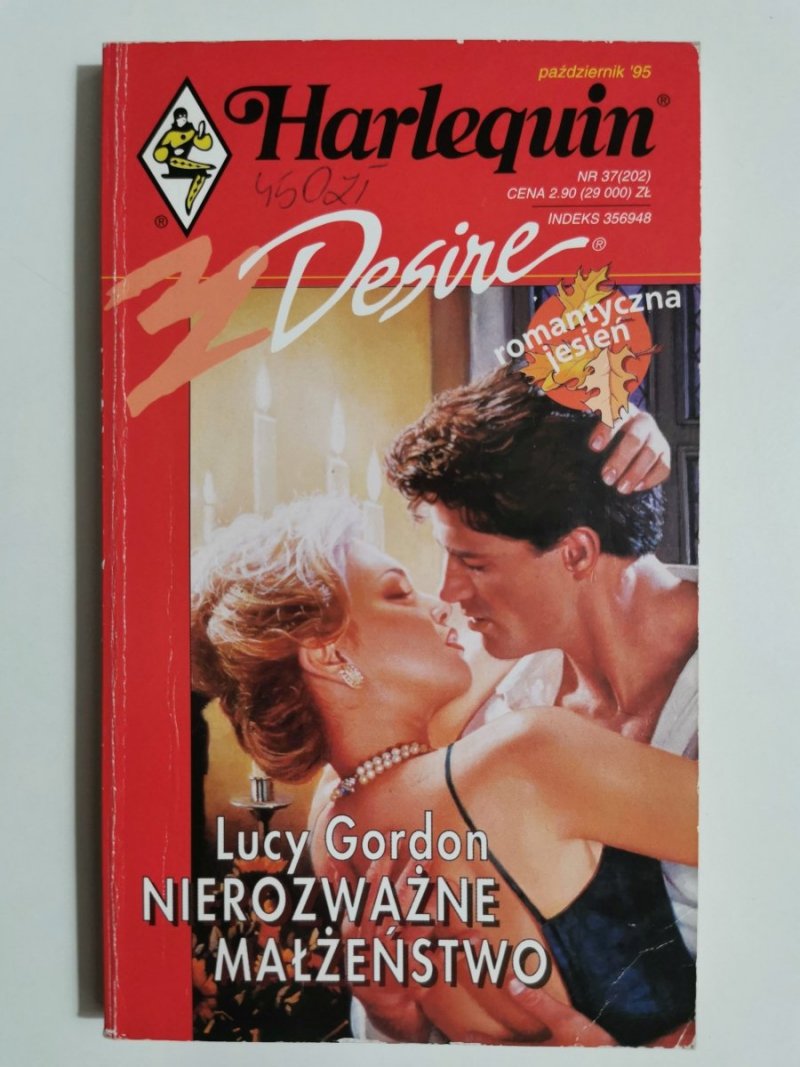 październik '95
Harlequin®
NR 37(202)
CENA 2.90 (29 000) ZŁ
INDEKS 356948
450zł
®
Desire®
romantyczna
jesień
Lucy Gordon
NIEROZWAŻNE
MAŁŻEŃSTWO